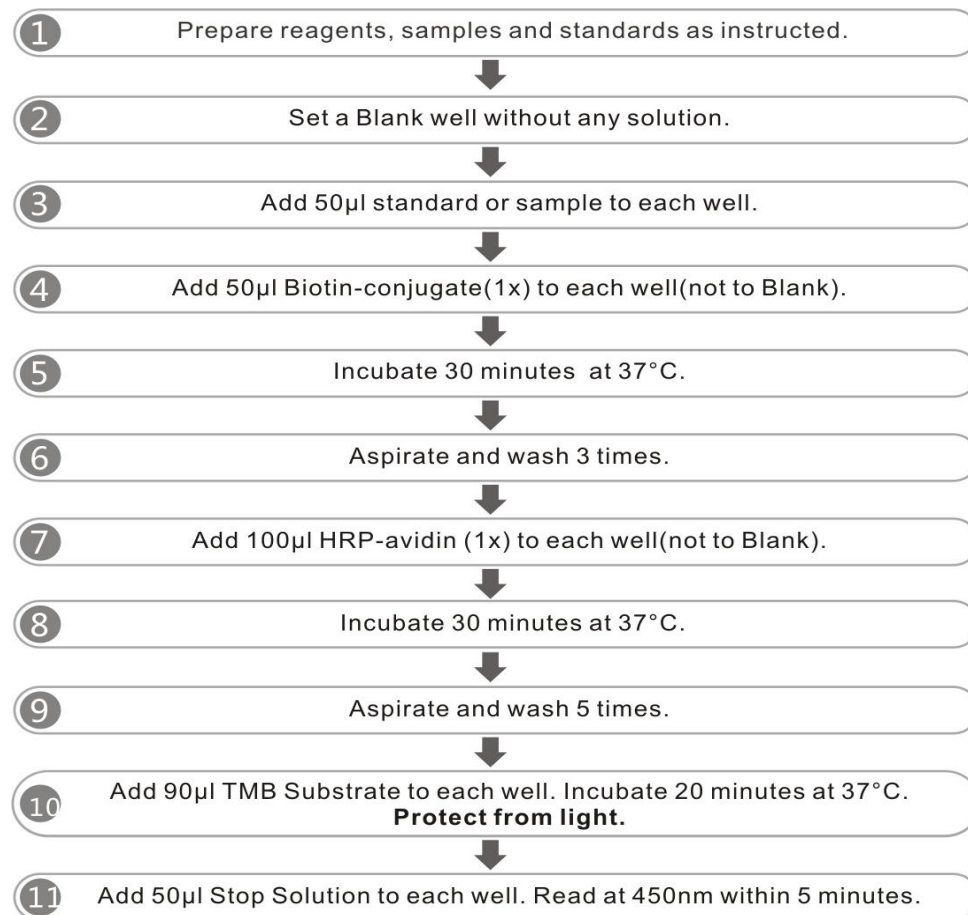 1 Prepare reagents, samples and standards as instructed.
2 Set a Blank well without any solution.
3 Add 50μl standard or sample to each well.
4 Add 50μl Biotin-conjugate(1x) to each well(not to Blank).
5 Incubate 30 minutes  at 37°C.
6 Aspirate and wash 3 times.
7 Add 100μl HRP-avidin (1x) to each well(not to Blank).
8 Incubate 30 minutes at 37°C.
9 Aspirate and wash 5 times.
10 Add 90μl TMB Substrate to each well. Incubate 20 minutes at 37°C.
Protect from light.
11 Add 50μl Stop Solution to each well. Read at 450nm within 5 minutes.